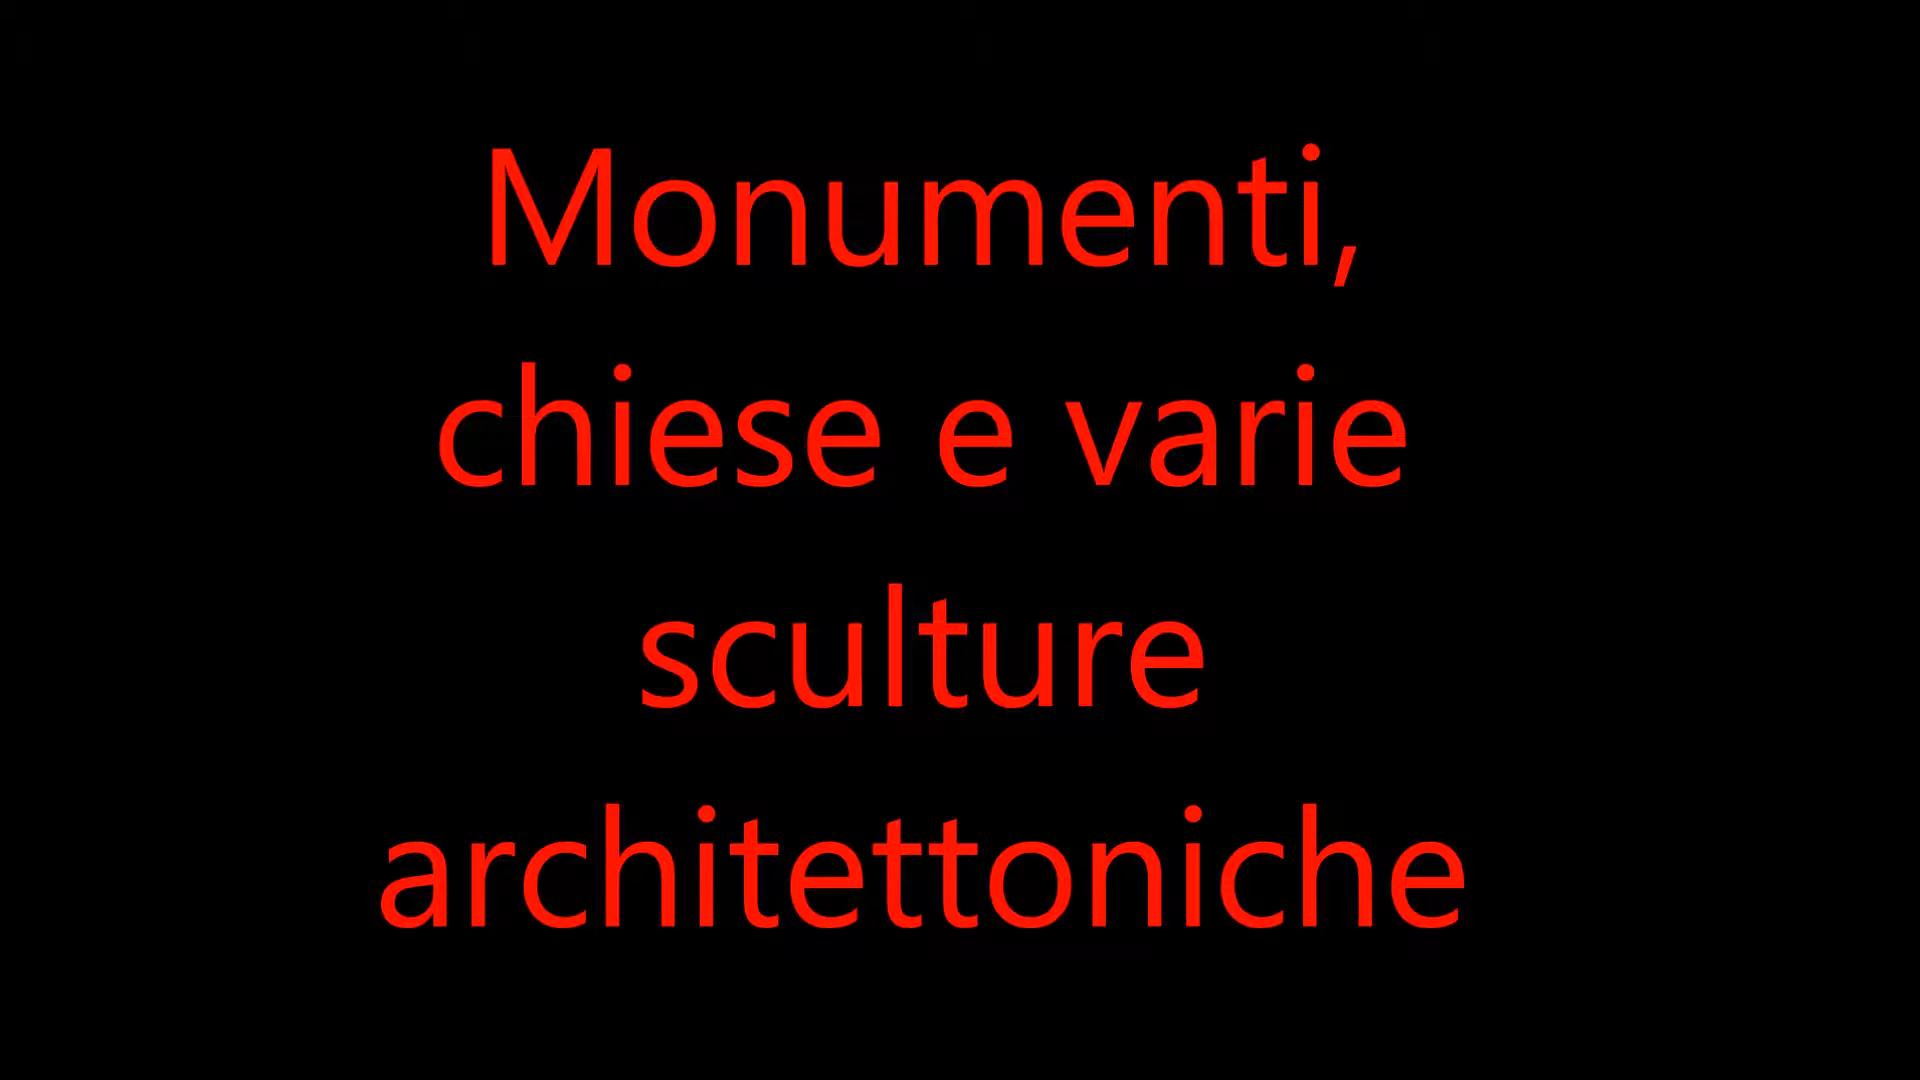 Monumenti,
chiese e varie
sculture
architettoniche